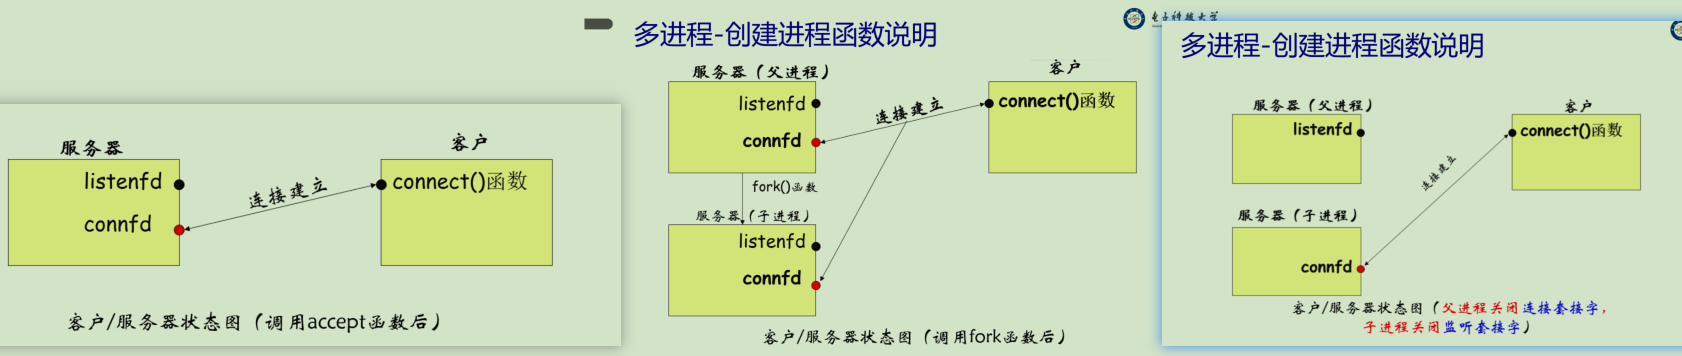 服务器
客户
listenfd
connect()函数
连接建立
connfd
客户/服务器状态图（调用accept函数后）
电子科技大学
多进程-创建进程函数说明
服务器（父进程）
客户
listenfd
connect()函数
连接建立
connfd
fork()函数
服务器（子进程）
listenfd
connfd
客户/服务器状态图（调用fork函数后）
多进程-创建进程函数说明
服务器（父进程）
客户
listenfd
connect()函数
连接建立
服务器（子进程）
connfd
客户/服务器状态图（父进程关闭连接套接字，
子进程关闭监听套接字）